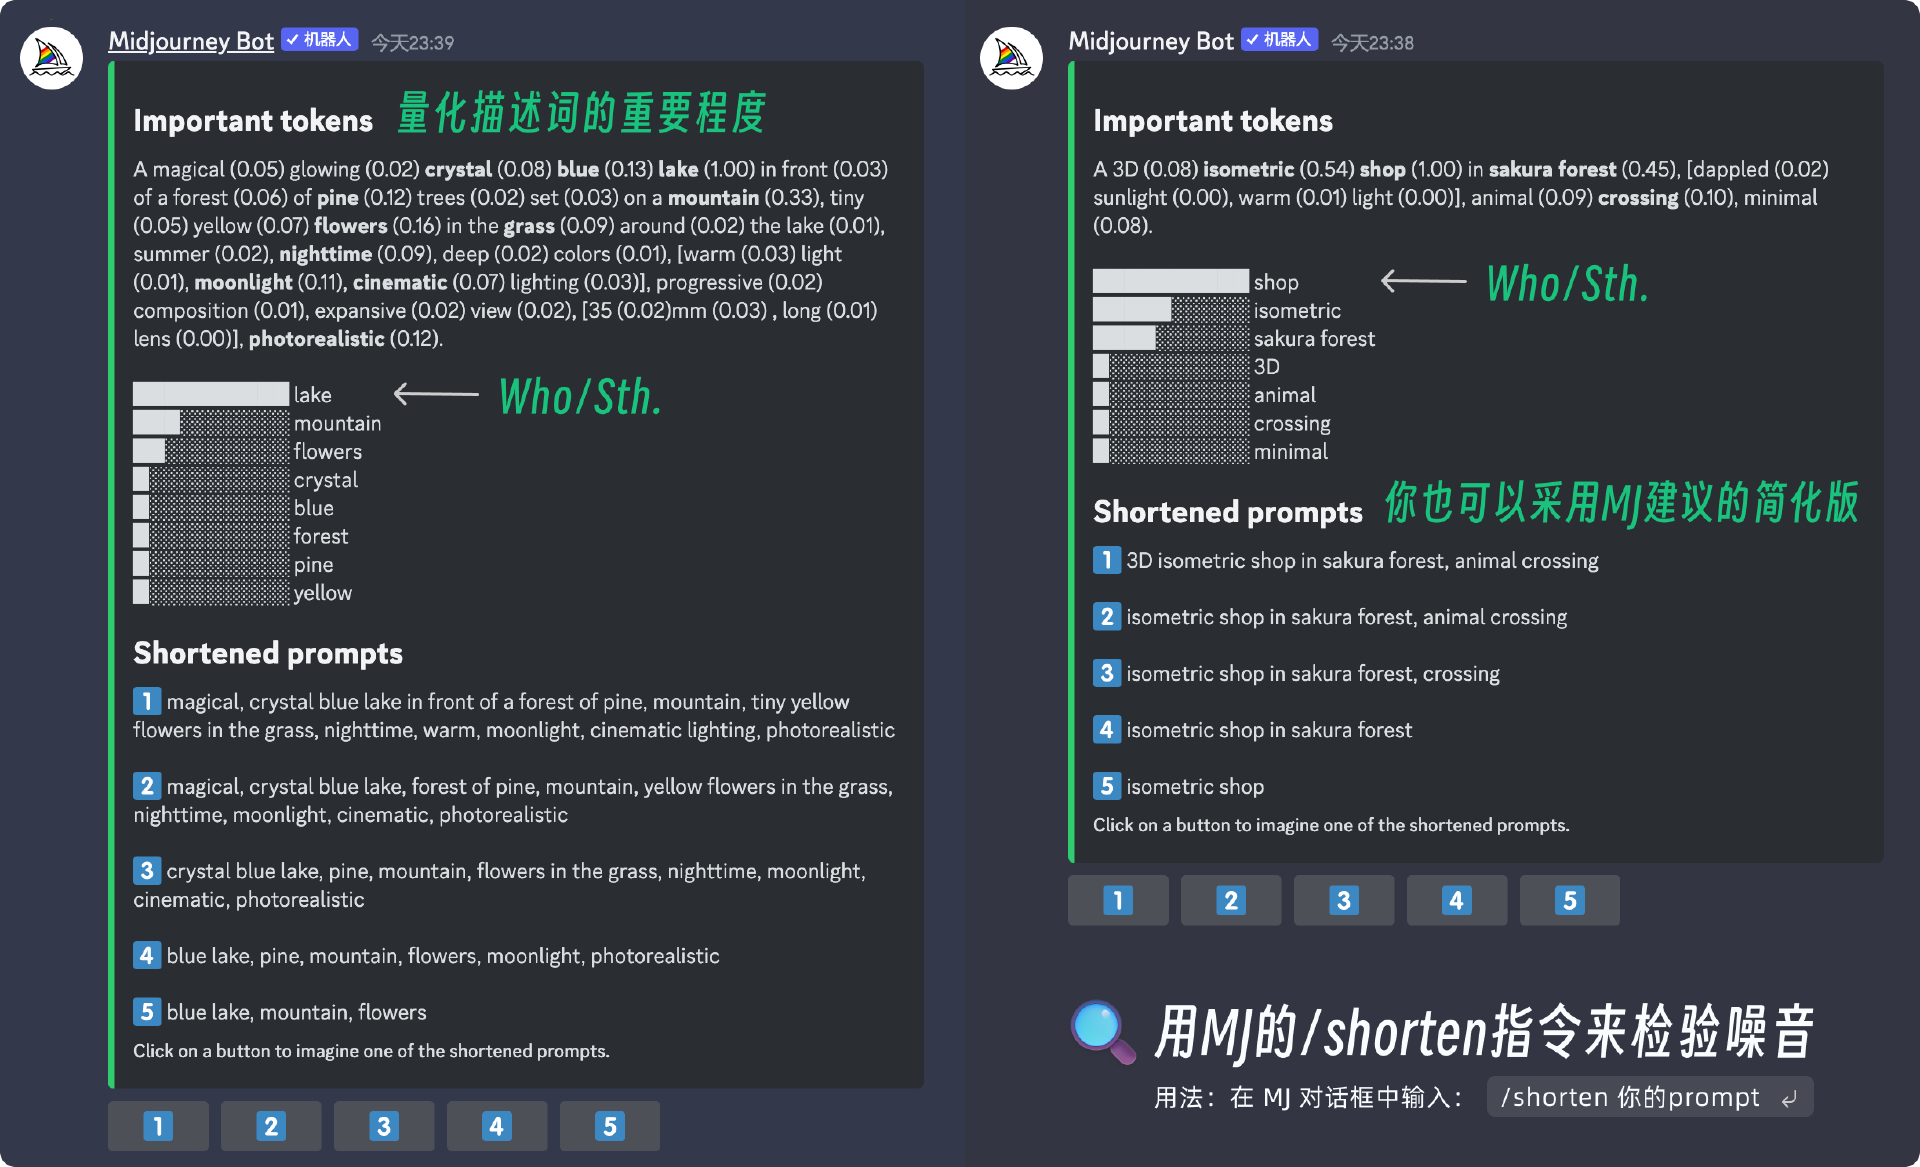 Midjourney Bot ✓ 机器人 今天23:39
Important tokens 量化描述词的重要程度
A magical (0.05) glowing (0.02) crystal (0.08) blue (0.13) lake (1.00) in front (0.03)
of a forest (0.06) of pine (0.12) trees (0.02) set (0.03) on a mountain (0.33), tiny
(0.05) yellow (0.07) flowers (0.16) in the grass (0.09) around (0.02) the lake (0.01),
summer (0.02), nighttime (0.09), deep (0.02) colors (0.01), [warm (0.03) light
(0.01), moonlight (0.11), cinematic (0.07) lighting (0.03)], progressive (0.02)
composition (0.01), expansive (0.02) view (0.02), [35 (0.02)mm (0.03) , long (0.01)
lens (0.00)], photorealistic (0.12).
lake ← Who/Sth.
mountain
flowers
crystal
blue
forest
pine
yellow
Shortened prompts
1 magical, crystal blue lake in front of a forest of pine, mountain, tiny yellow
flowers in the grass, nighttime, warm, moonlight, cinematic lighting, photorealistic
2 magical, crystal blue lake, forest of pine, mountain, yellow flowers in the grass,
nighttime, moonlight, cinematic, photorealistic
3 crystal blue lake, pine, mountain, flowers in the grass, nighttime, moonlight,
cinematic, photorealistic
4 blue lake, pine, mountain, flowers, moonlight, photorealistic
5 blue lake, mountain, flowers
Click on a button to imagine one of the shortened prompts.
1 2 3 4 5
Midjourney Bot ✓ 机器人 今天23:38
Important tokens
A 3D (0.08) isometric (0.54) shop (1.00) in sakura forest (0.45), [dappled (0.02)
sunlight (0.00), warm (0.01) light (0.00)], animal (0.09) crossing (0.10), minimal
(0.08).
shop ← Who/Sth.
isometric
sakura forest
3D
animal
crossing
minimal
Shortened prompts 你也可以采用MJ建议的简化版
1 3D isometric shop in sakura forest, animal crossing
2 isometric shop in sakura forest, animal crossing
3 isometric shop in sakura forest, crossing
4 isometric shop in sakura forest
5 isometric shop
Click on a button to imagine one of the shortened prompts.
1 2 3 4 5
用MJ的/shorten指令来检验噪音
用法：在 MJ 对话框中输入： /shorten 你的prompt ↵